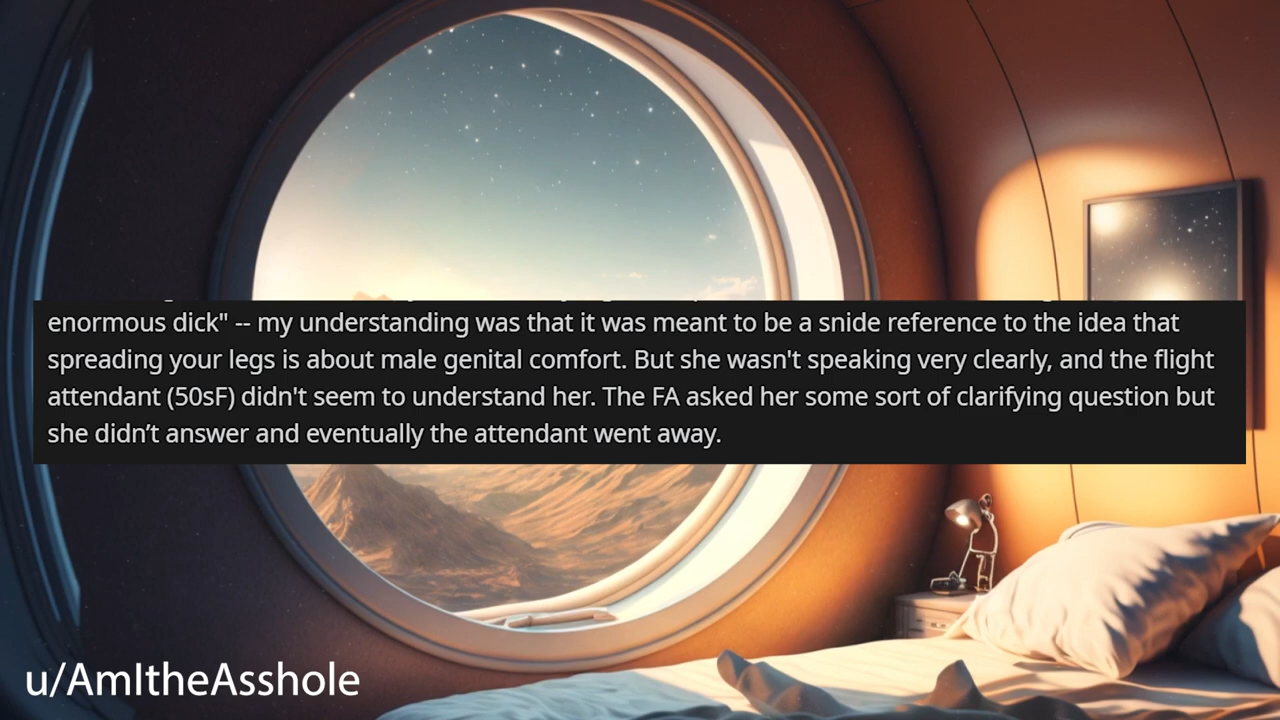 enormous dick" -- my understanding was that it was meant to be a snide reference to the idea that
spreading your legs is about male genital comfort. But she wasn't speaking very clearly, and the flight
attendant (50sF) didn't seem to understand her. The FA asked her some sort of clarifying question but
she didn’t answer and eventually the attendant went away.
u/AmItheAsshole